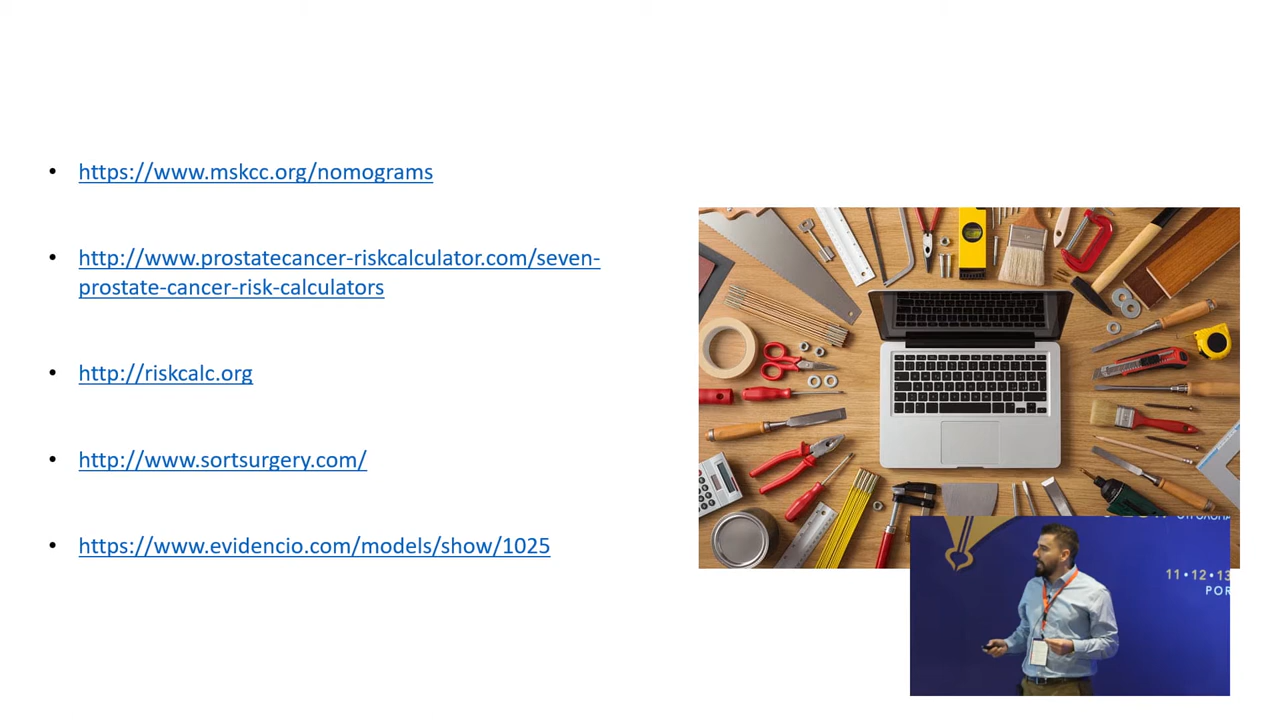 https://www.mskcc.org/nomograms
http://www.prostatecancer-riskcalculator.com/seven-
prostate-cancer-risk-calculators
http://riskcalc.org
http://www.sortsurgery.com/
https://www.evidencio.com/models/show/1025
11•12•13
POR